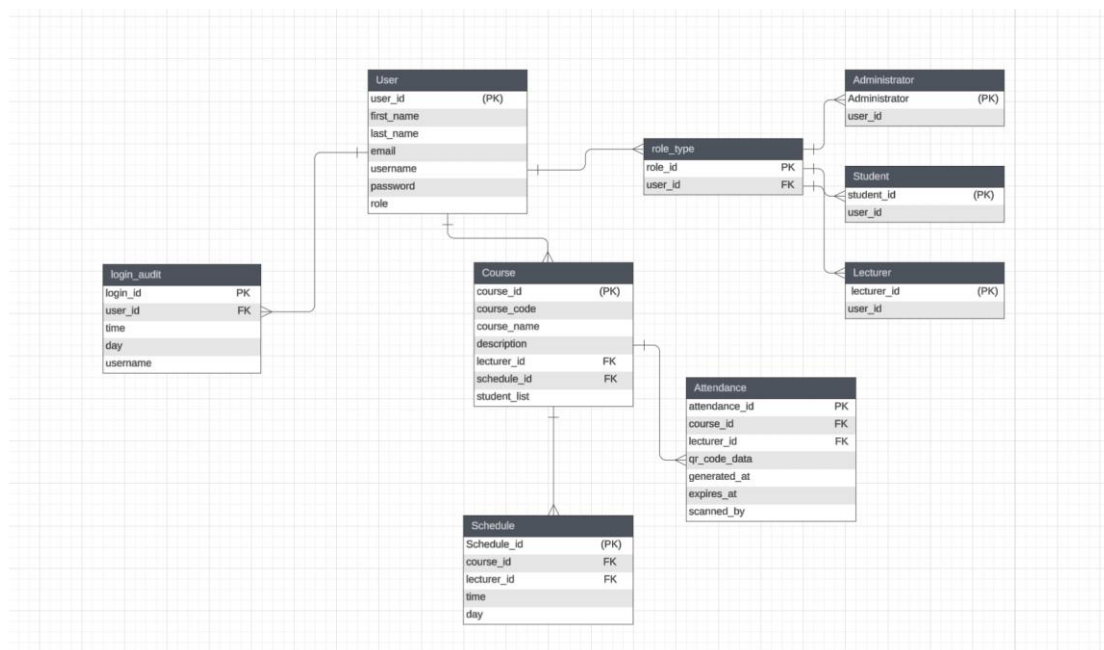 User
user_id (PK)
first_name
last_name
email
username
password
role
role_type
role_id PK
user_id FK
Administrator
Administrator (PK)
user_id
Student
student_id (PK)
user_id
Lecturer
lecturer_id (PK)
user_id
login_audit
login_id PK
user_id FK
time
day
username
Course
course_id (PK)
course_code
course_name
description
lecturer_id FK
schedule_id FK
student_list
Attendance
attendance_id PK
course_id FK
lecturer_id FK
qr_code_data
generated_at
expires_at
scanned_by
Schedule
Schedule_id (PK)
course_id FK
lecturer_id FK
time
day